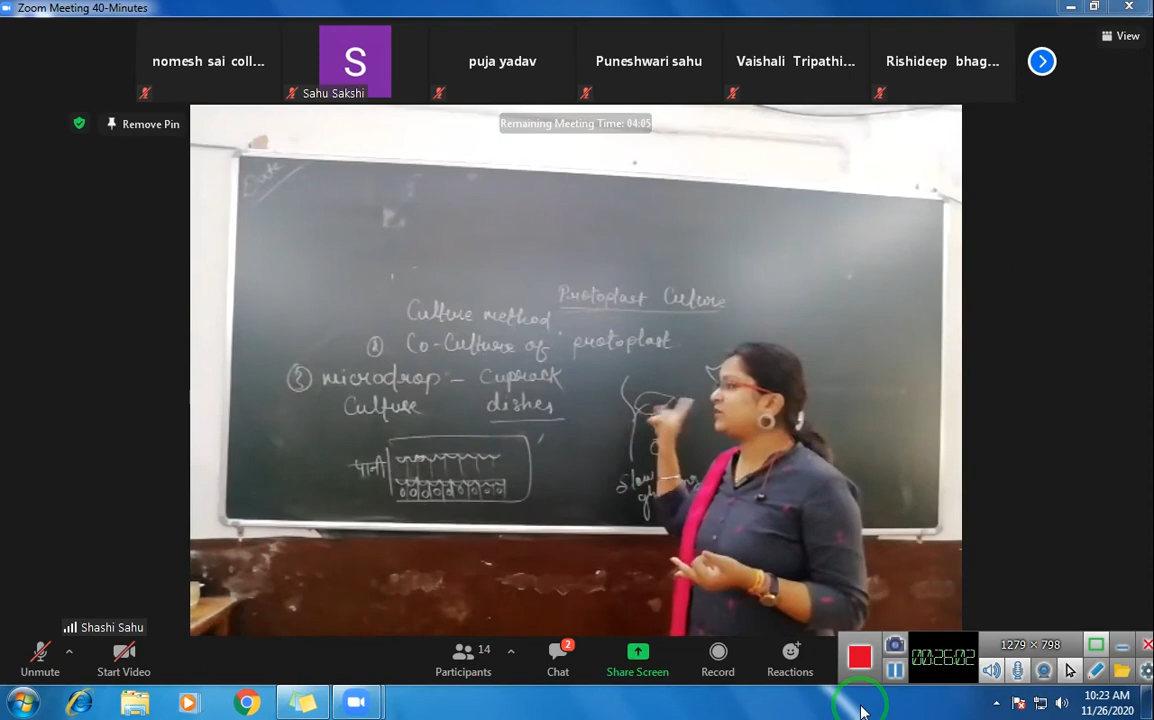 Zoom Meeting 40-Minutes
View
nomesh sai coll...
S
Sahu Sakshi
puja yadav
Puneshwari sahu
Vaishali Tripathi...
Rishideep bhag...
Remove Pin
Remaining Meeting Time: 04:05
Date
Protoplast Culture
Culture method
Co-Culture of protoplast
② microdrop - Cuprack
Culture dishes
पानी
Slow
Shashi Sahu
Unmute
Start Video
14
Participants
2
Chat
Share Screen
Record
Reactions
00:26:02
1279 × 798
10:23 AM
11/26/2020